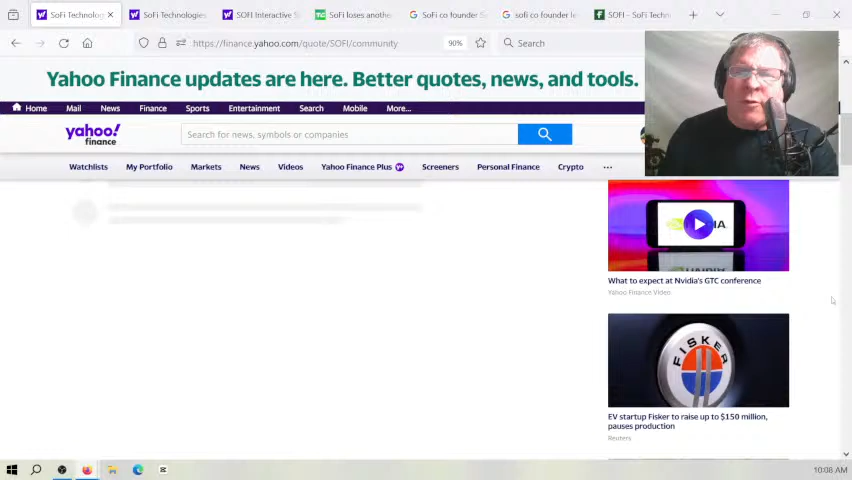 SoFi Technolog
SoFi Technologies
SOFI Interactive S
SoFi loses anothe
SoFi co founder S
sofi co founder le
SOFI - SoFi Techn
https://finance.yahoo.com/quote/SOFI/community
90%
Search
Yahoo Finance updates are here. Better quotes, news, and tools.
Home
Mail
News
Finance
Sports
Entertainment
Search
Mobile
More...
yahoo!
finance
Search for news, symbols or companies
Watchlists
My Portfolio
Markets
News
Videos
Yahoo Finance Plus
Screeners
Personal Finance
Crypto
What to expect at Nvidia's GTC conference
Yahoo Finance Video
FISKER
EV startup Fisker to raise up to $150 million,
pauses production
Reuters
10:08 AM